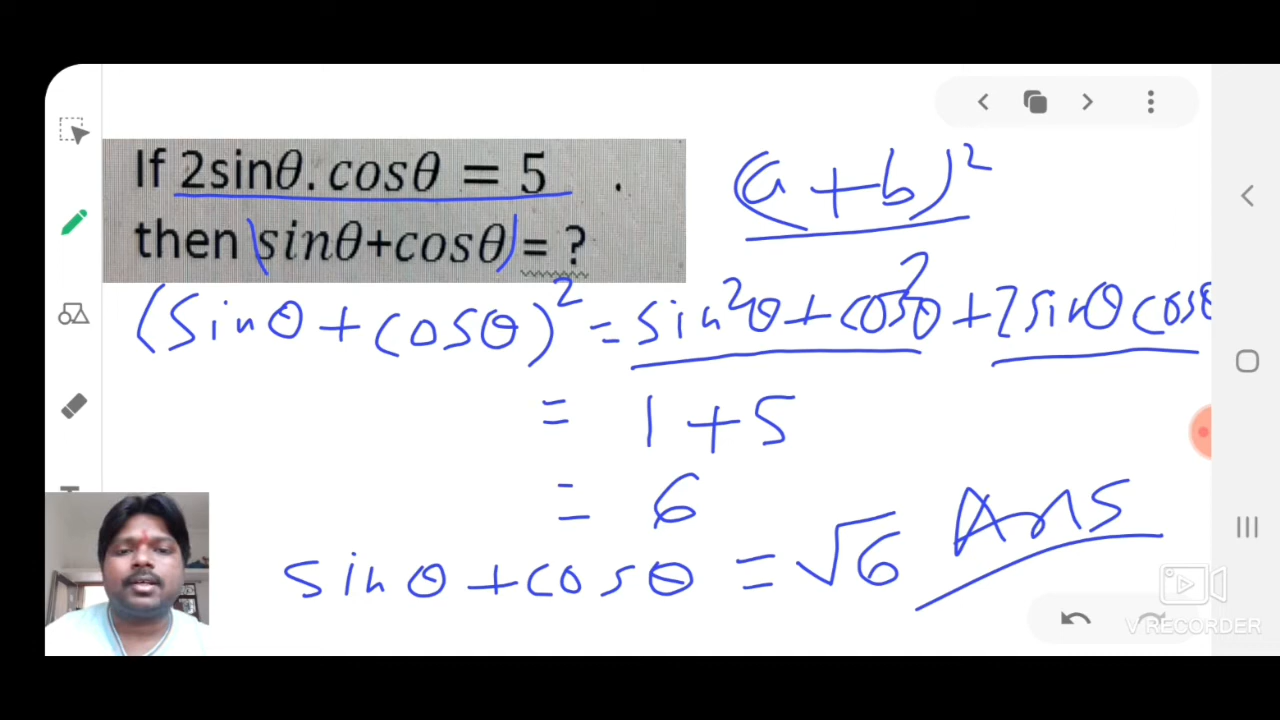 If 2sinθ.cosθ = 5 .
then (sinθ+cosθ) = ?
(a+b)²
(sinθ+cosθ)² = sin²θ+cos²θ+2sinθcosθ
= 1+5
= 6
sinθ+cosθ = √6 Ans
V RECORDER